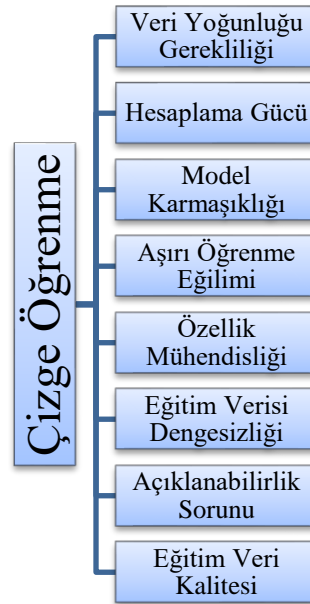 Çizge Öğrenme
Veri Yoğunluğu
Gerekliliği
Hesaplama Gücü
Model
Karmaşıklığı
Aşırı Öğrenme
Eğilimi
Özellik
Mühendisliği
Eğitim Verisi
Dengesizliği
Açıklanabilirlik
Sorunu
Eğitim Veri
Kalitesi